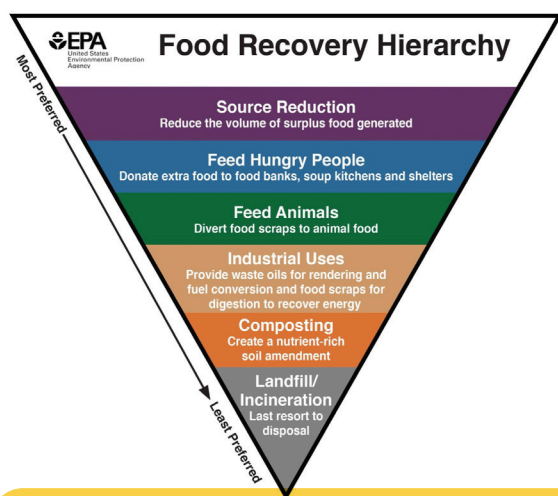 EPA
United States
Environmental Protection
Agency
Food Recovery Hierarchy
Most Preferred
Source Reduction
Reduce the volume of surplus food generated
Feed Hungry People
Donate extra food to food banks, soup kitchens and shelters
Feed Animals
Divert food scraps to animal food
Industrial Uses
Provide waste oils for rendering and
fuel conversion and food scraps for
digestion to recover energy
Composting
Create a nutrient-rich
soil amendment
Landfill/
Incineration
Last resort to
disposal
Least Preferred